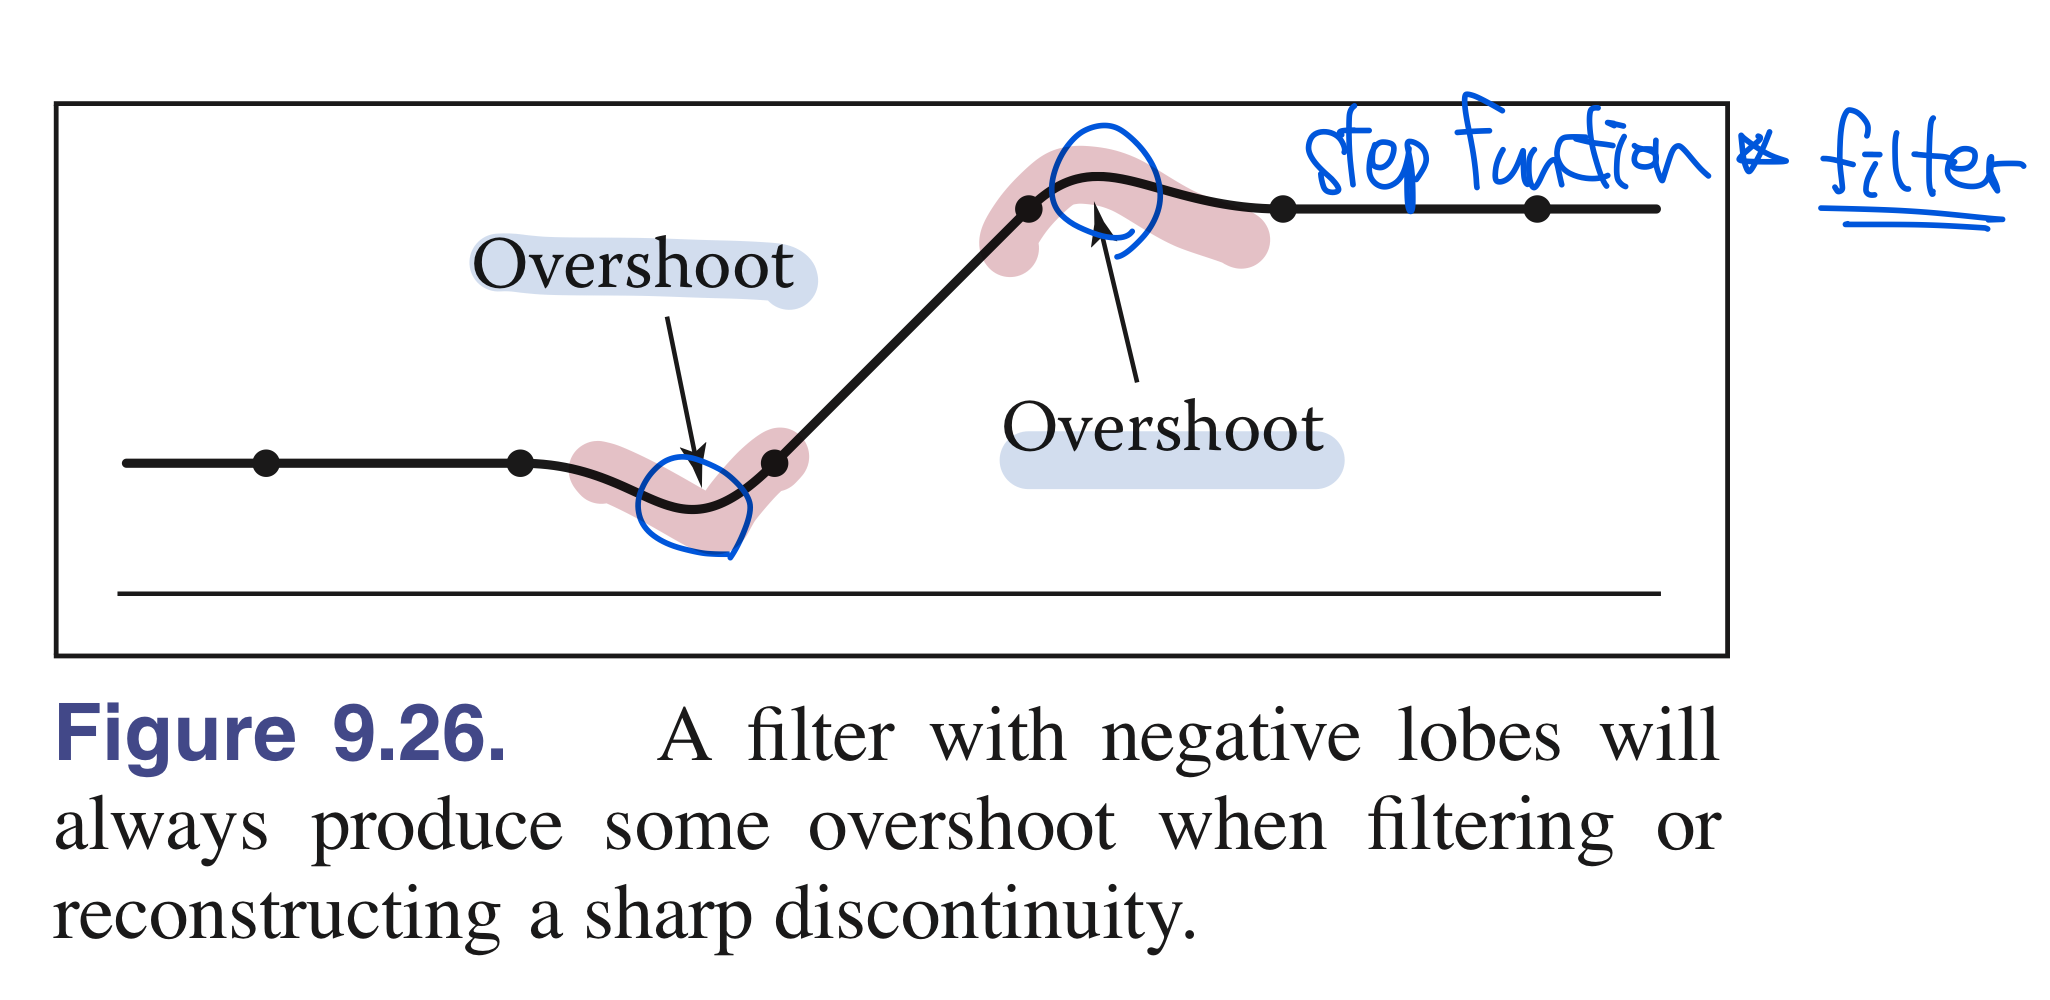 step function * filter
Overshoot
Overshoot
Figure 9.26. A filter with negative lobes will
always produce some overshoot when filtering or
reconstructing a sharp discontinuity.